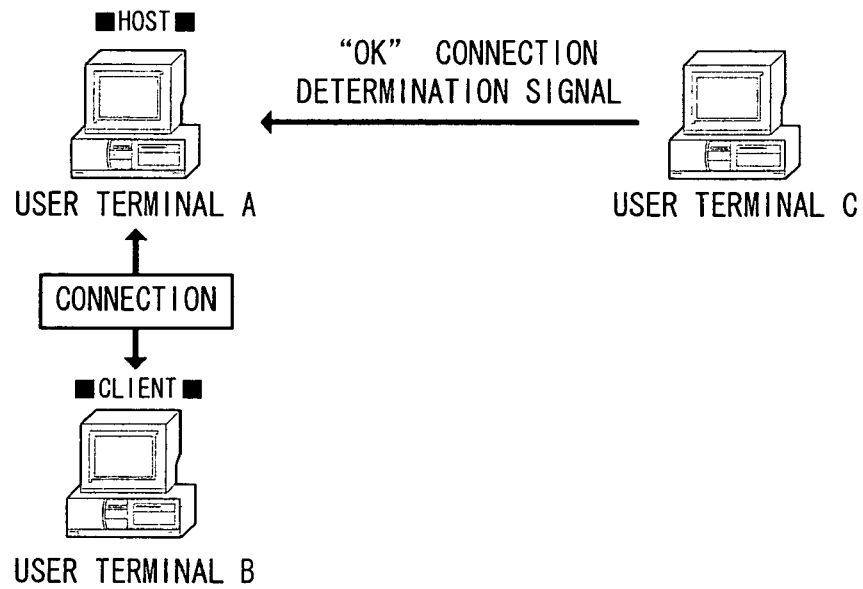 ■HOST■
“OK” CONNECTION
DETERMINATION SIGNAL
USER TERMINAL A
USER TERMINAL C
CONNECTION
■CLIENT■
USER TERMINAL B